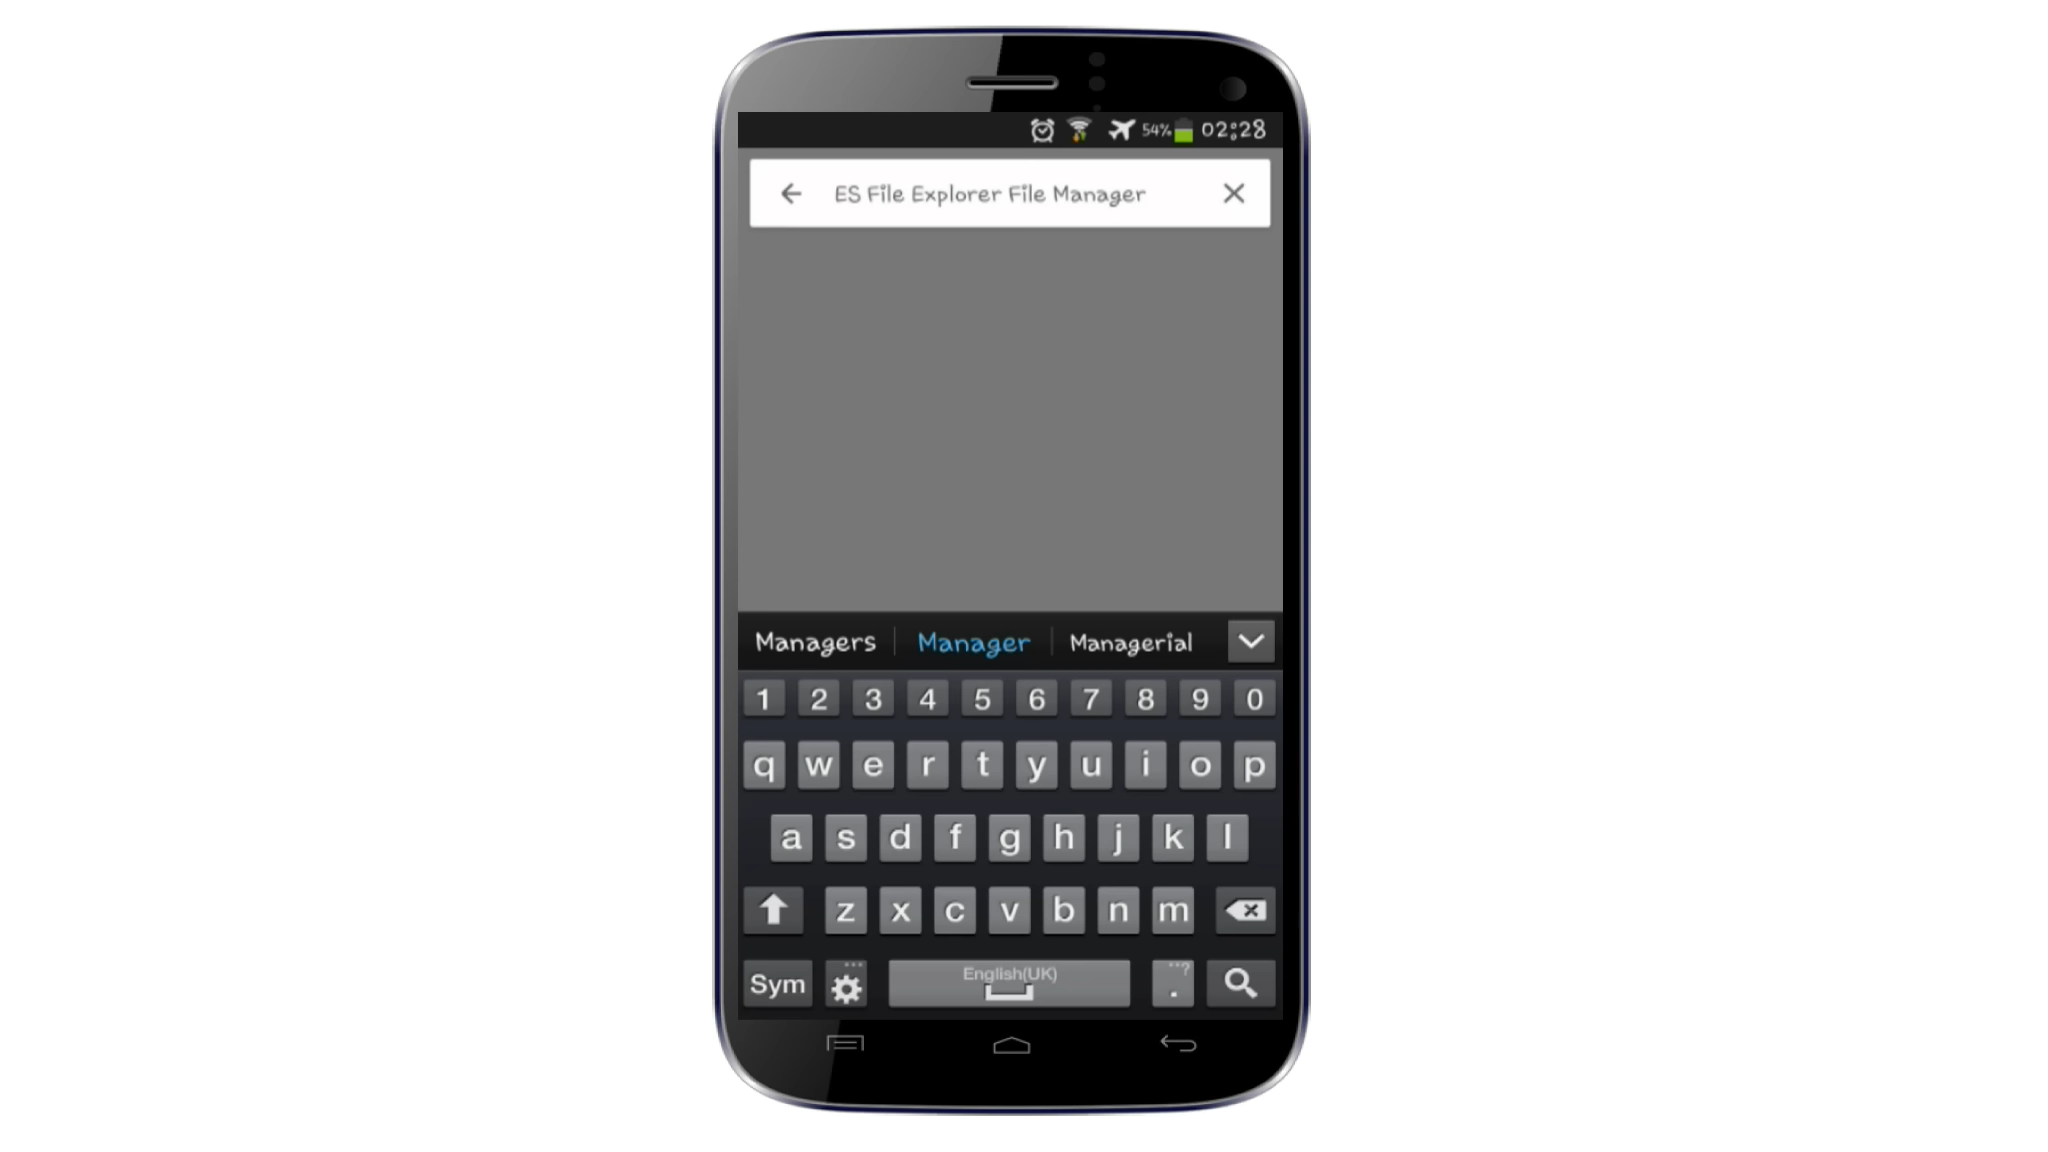 54% 02:28
ES File Explorer File Manager
Managers Manager Managerial
1 2 3 4 5 6 7 8 9 0
q w e r t y u i o p
a s d f g h j k l
z x c v b n m
Sym English(UK) ...? .